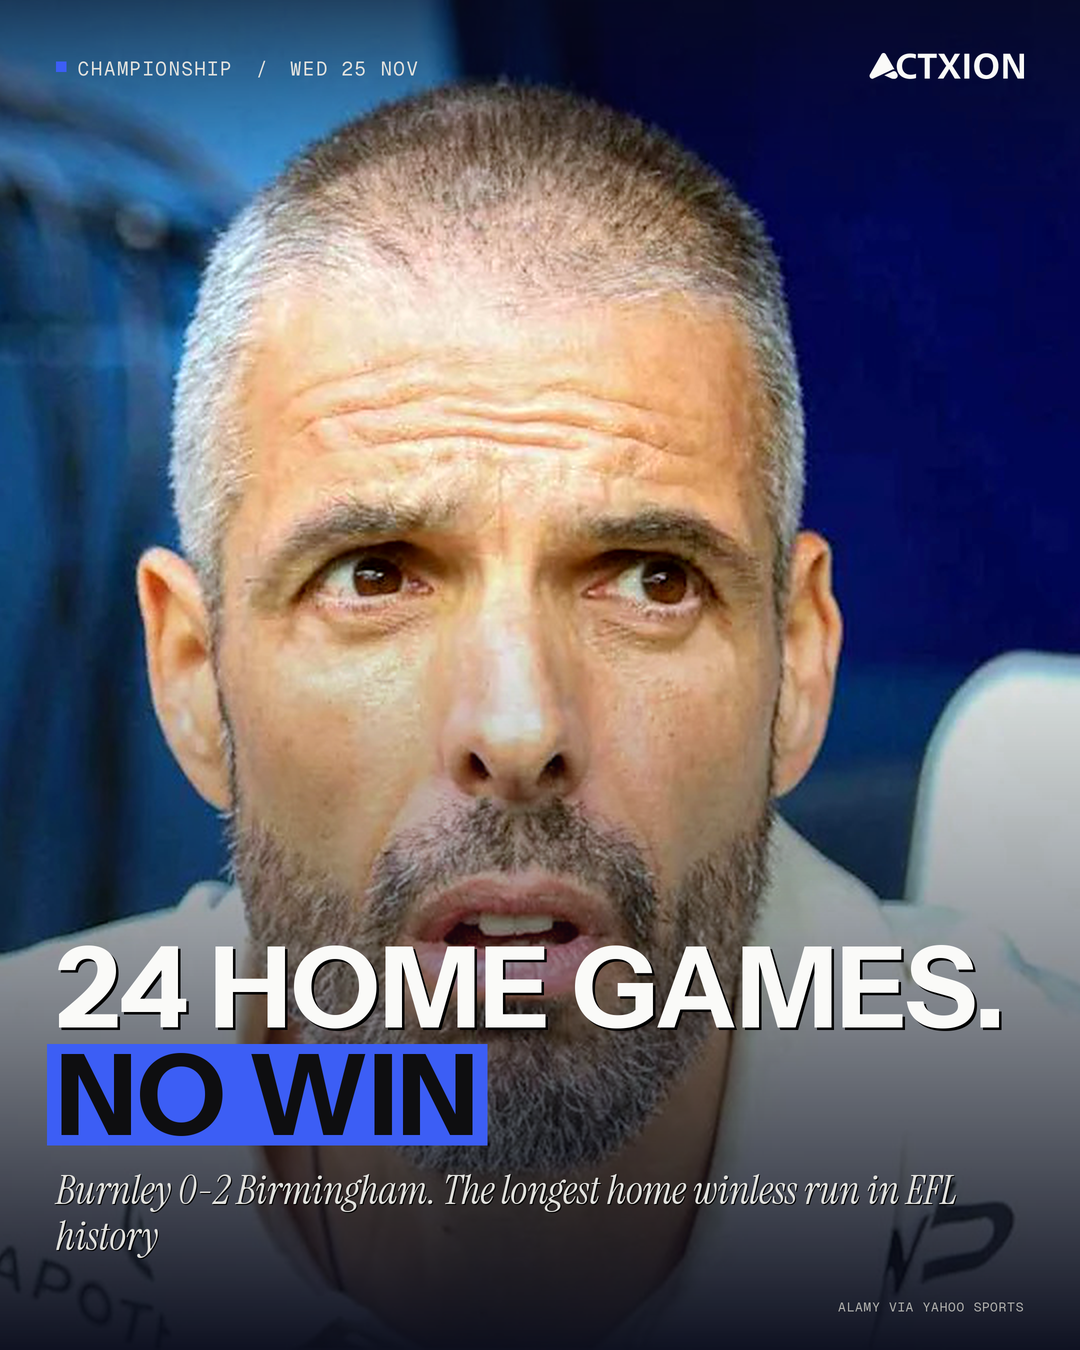 CHAMPIONSHIP / WED 25 NOV
ACTXION
24 HOME GAMES.
NO WIN
Burnley 0-2 Birmingham. The longest home winless run in EFL
history
ALAMY VIA YAHOO SPORTS